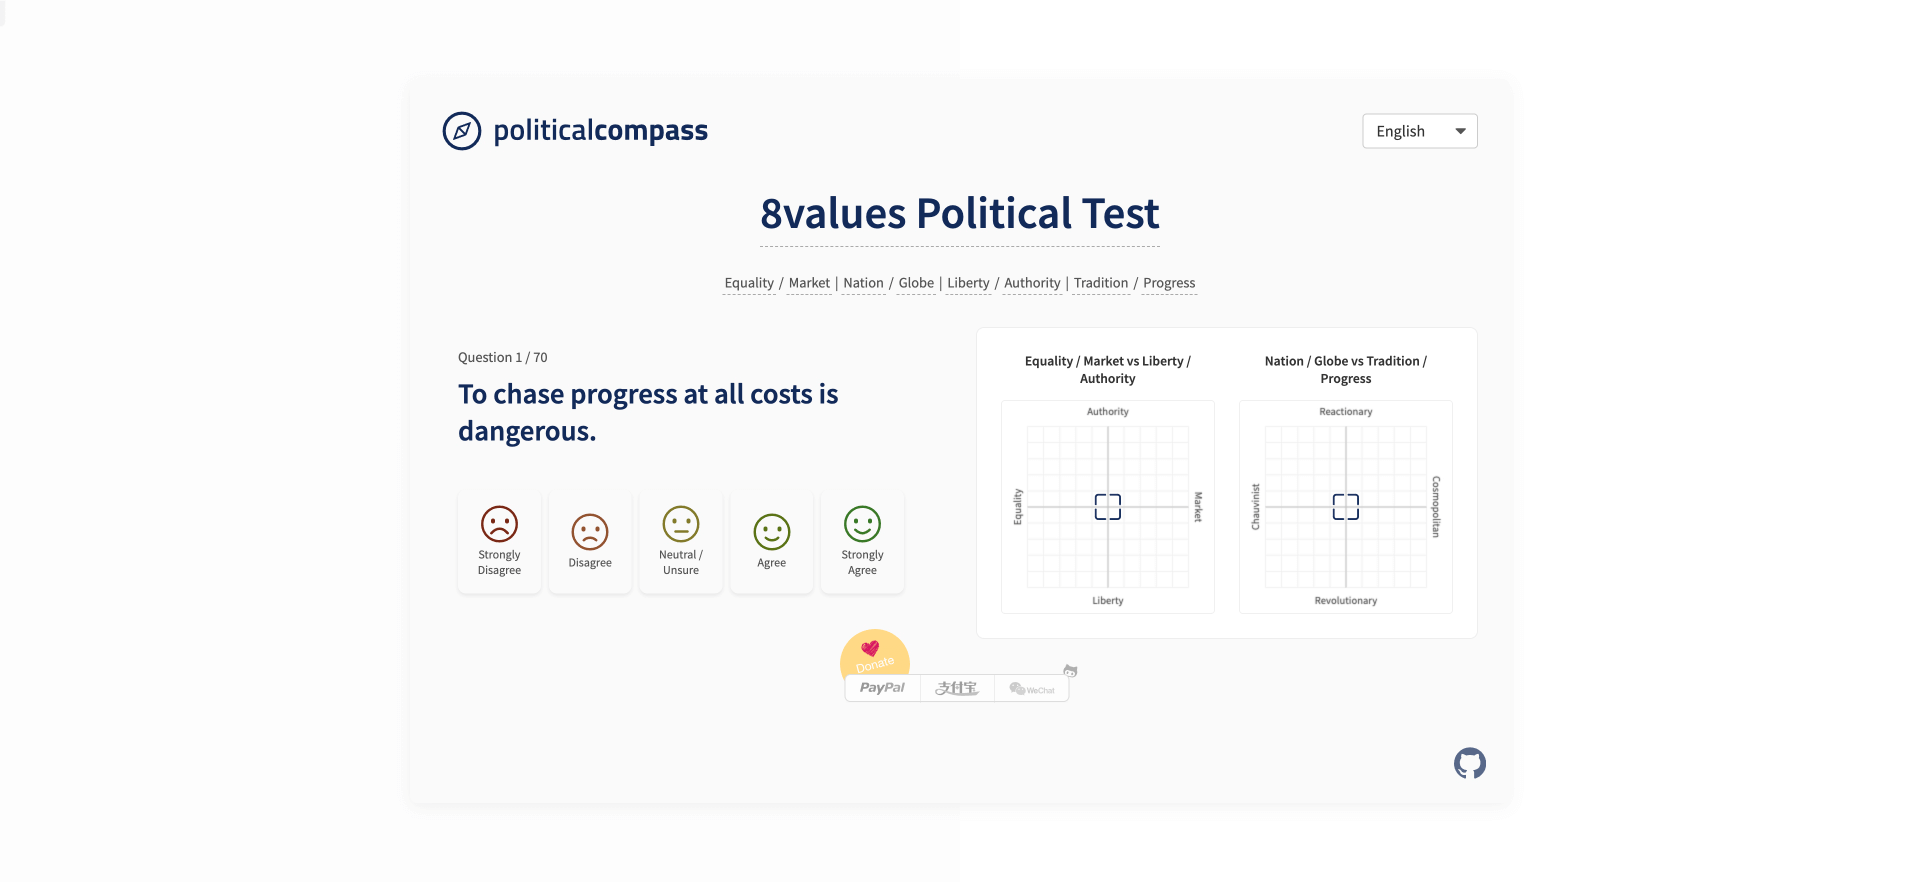 politicalcompass
English
8values Political Test
Equality / Market | Nation / Globe | Liberty / Authority | Tradition / Progress
Question 1 / 70
To chase progress at all costs is
dangerous.
Strongly
Disagree
Disagree
Neutral /
Unsure
Agree
Strongly
Agree
Equality / Market vs Liberty /
Authority
Authority
Equality
Market
Liberty
Nation / Globe vs Tradition /
Progress
Reactionary
Chauvinist
Cosmopolitan
Revolutionary
Donate
PayPal
支付宝
WeChat